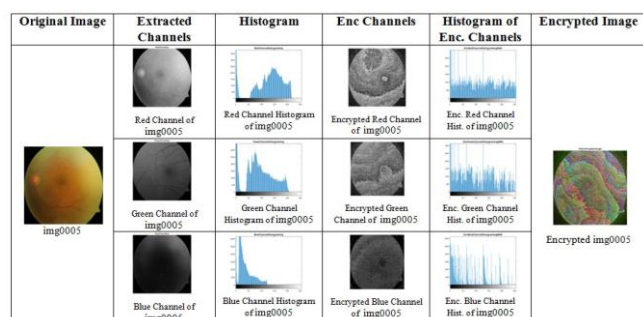 Original Image
Extracted
Channels
Histogram
Enc Channels
Histogram of
Enc. Channels
Encrypted Image
Red Channel of
img0005
Red Channel Histogram
of img0005
Encrypted Red Channel
of img0005
Enc. Red Channel
Hist. of img0005
img0005
Green Channel of
img0005
Green Channel
Histogram of img0005
Encrypted Green
Channel of img0005
Enc. Green Channel
Hist. of img0005
Encrypted img0005
Blue Channel of
img0005
Blue Channel Histogram
of img0005
Encrypted Blue Channel
of img0005
Enc. Blue Channel
Hist. of img0005